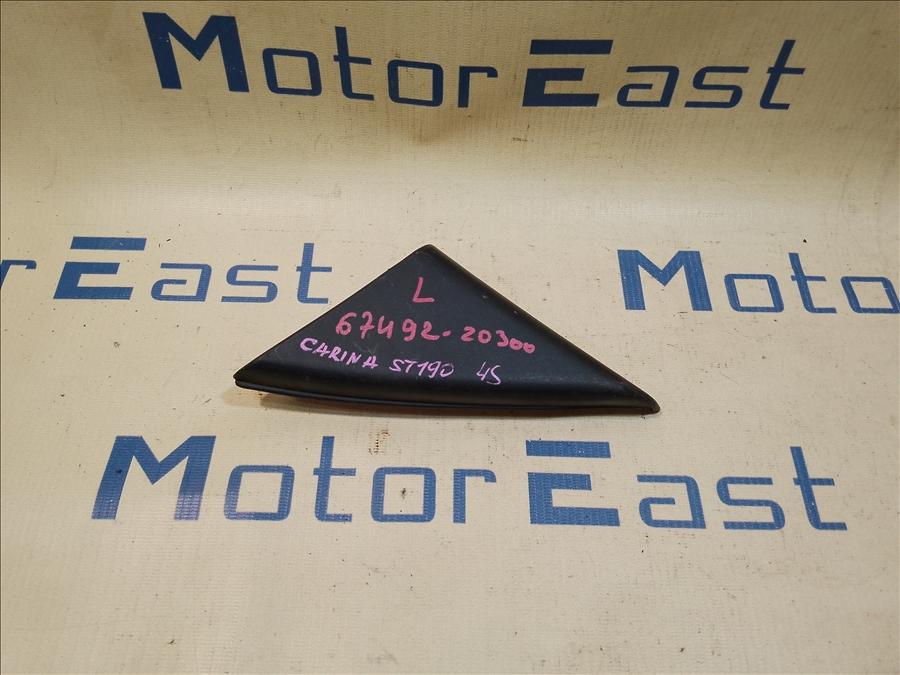 MotorEast
rEast
Moto
L
67492-20300
CARINA ST190 4S
MotorEast